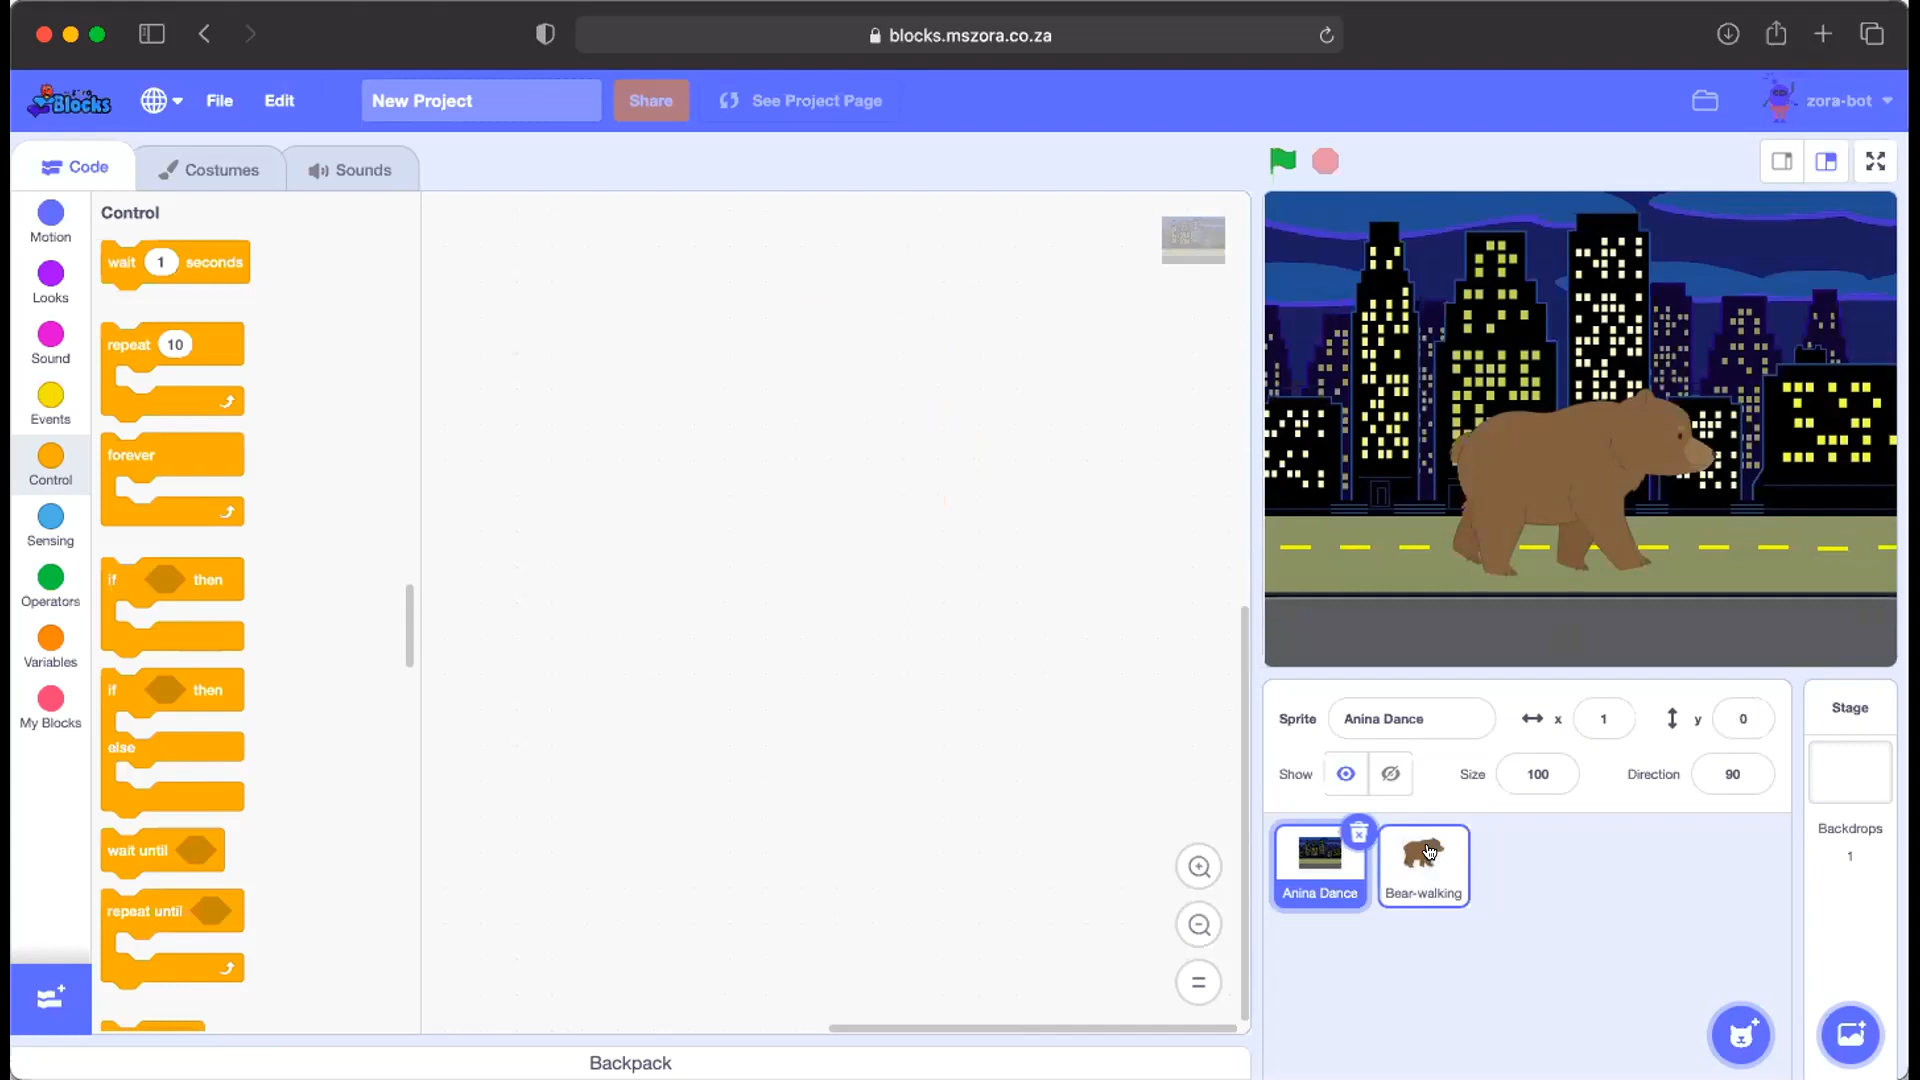 blocks.mszora.co.za
Blocks
File
Edit
New Project
Share
See Project Page
zora-bot
Code
Costumes
Sounds
Motion
Looks
Sound
Events
Control
Sensing
Operators
Variables
My Blocks
Control
wait 1 seconds
repeat 10
forever
if then
if then
else
wait until
repeat until
Sprite Anina Dance x 1 y 0
Show Size 100 Direction 90
Anina Dance
Bear-walking
Stage
Backdrops
1
Backpack